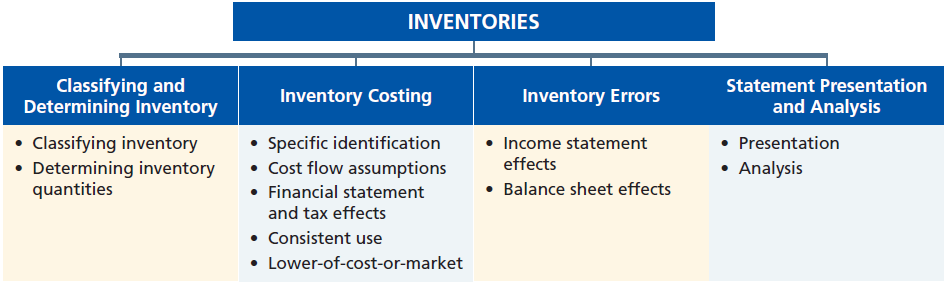 INVENTORIES
Classifying and
Determining Inventory
• Classifying inventory
• Determining inventory
quantities
Inventory Costing
• Specific identification
• Cost flow assumptions
• Financial statement
and tax effects
• Consistent use
• Lower-of-cost-or-market
Inventory Errors
• Income statement
effects
• Balance sheet effects
Statement Presentation
and Analysis
• Presentation
• Analysis